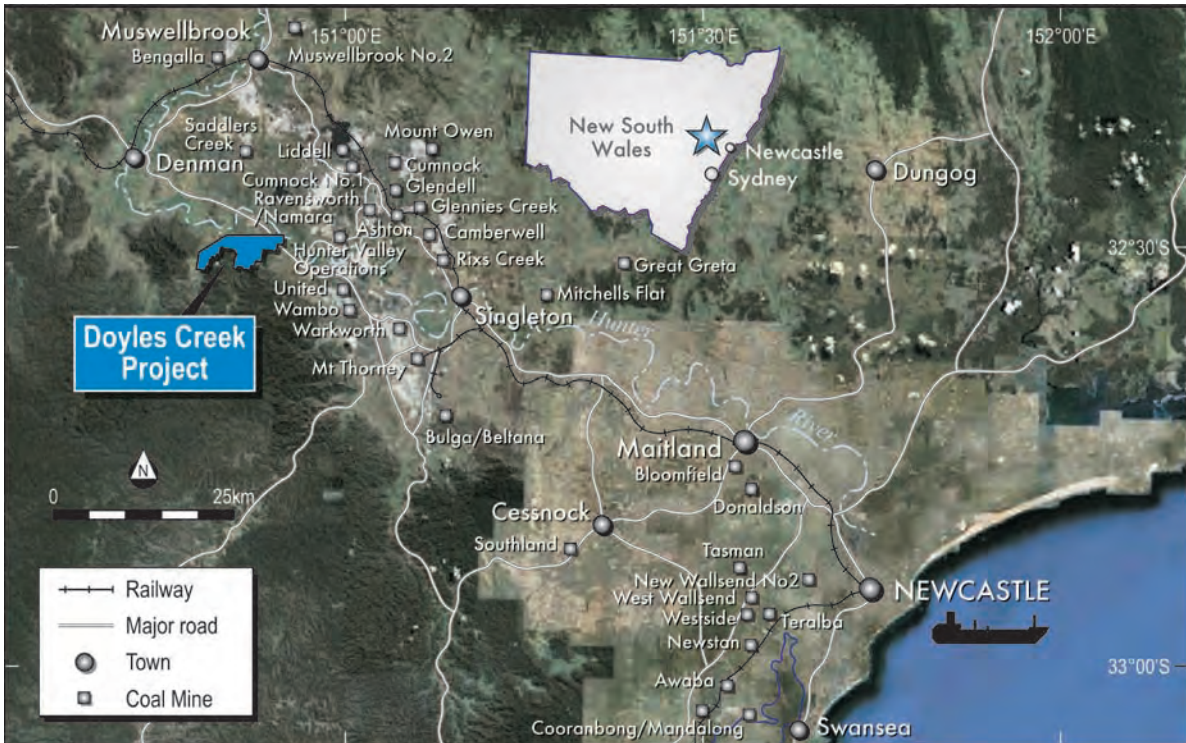 151°00'E
151°30'E
152°00'E
Muswellbrook
Bengalla
Muswellbrook No.2
Saddlers
Creek
Denman
Liddell
Mount Owen
Cumnock
Cumnock No.1
Glendell
Ravensworth
/Namara
Glennies Creek
Ashton
Camberwell
Hunter Valley
Operations
Rixs Creek
United
Wambo
Warkworth
Singleton
Mt Thorney
Bulga/Beltana
New South
Wales
Newcastle
Sydney
Dungog
32°30'S
Great Greta
Mitchells Flat
Hunter
River
Doyles Creek
Project
N
0
25km
Maitland
Bloomfield
Donaldson
Cessnock
Southland
Tasman
New Wallsend No2
West Wallsend
Westside
Teralba
Newstan
Awaba
Cooranbong/Mandalong
NEWCASTLE
Swansea
33°00'S
Railway
Major road
Town
Coal Mine